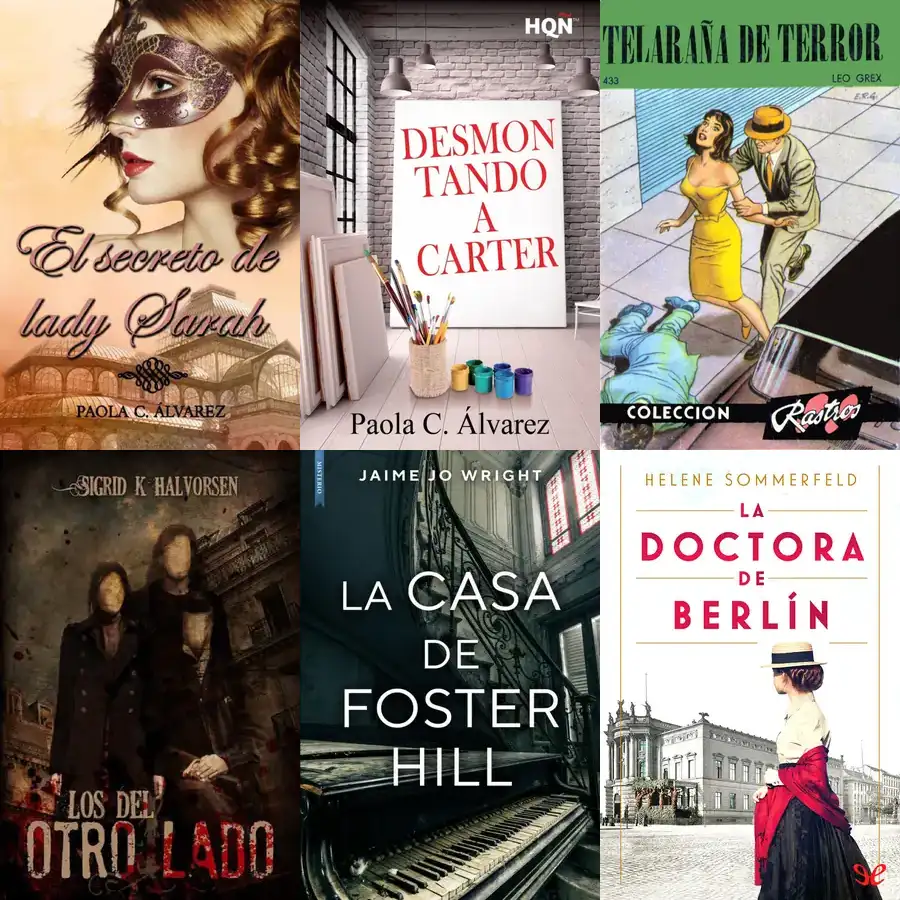 El secreto de
lady Sarah
PAOLA C. ÁLVAREZ
HQÑ
DESMON
TANDO
A
CARTER
Paola C. Álvarez
TELARAÑA DE TERROR
433
LEO GREX
E.R.G.
COLECCION
Rastros
SIGRID K HALVORSEN
LOS DEL
OTRO LADO
MISTERIO
JAIME JO WRIGHT
LA CASA
DE
FOSTER
HILL
HELENE SOMMERFELD
LA
DOCTORA
DE
BERLÍN